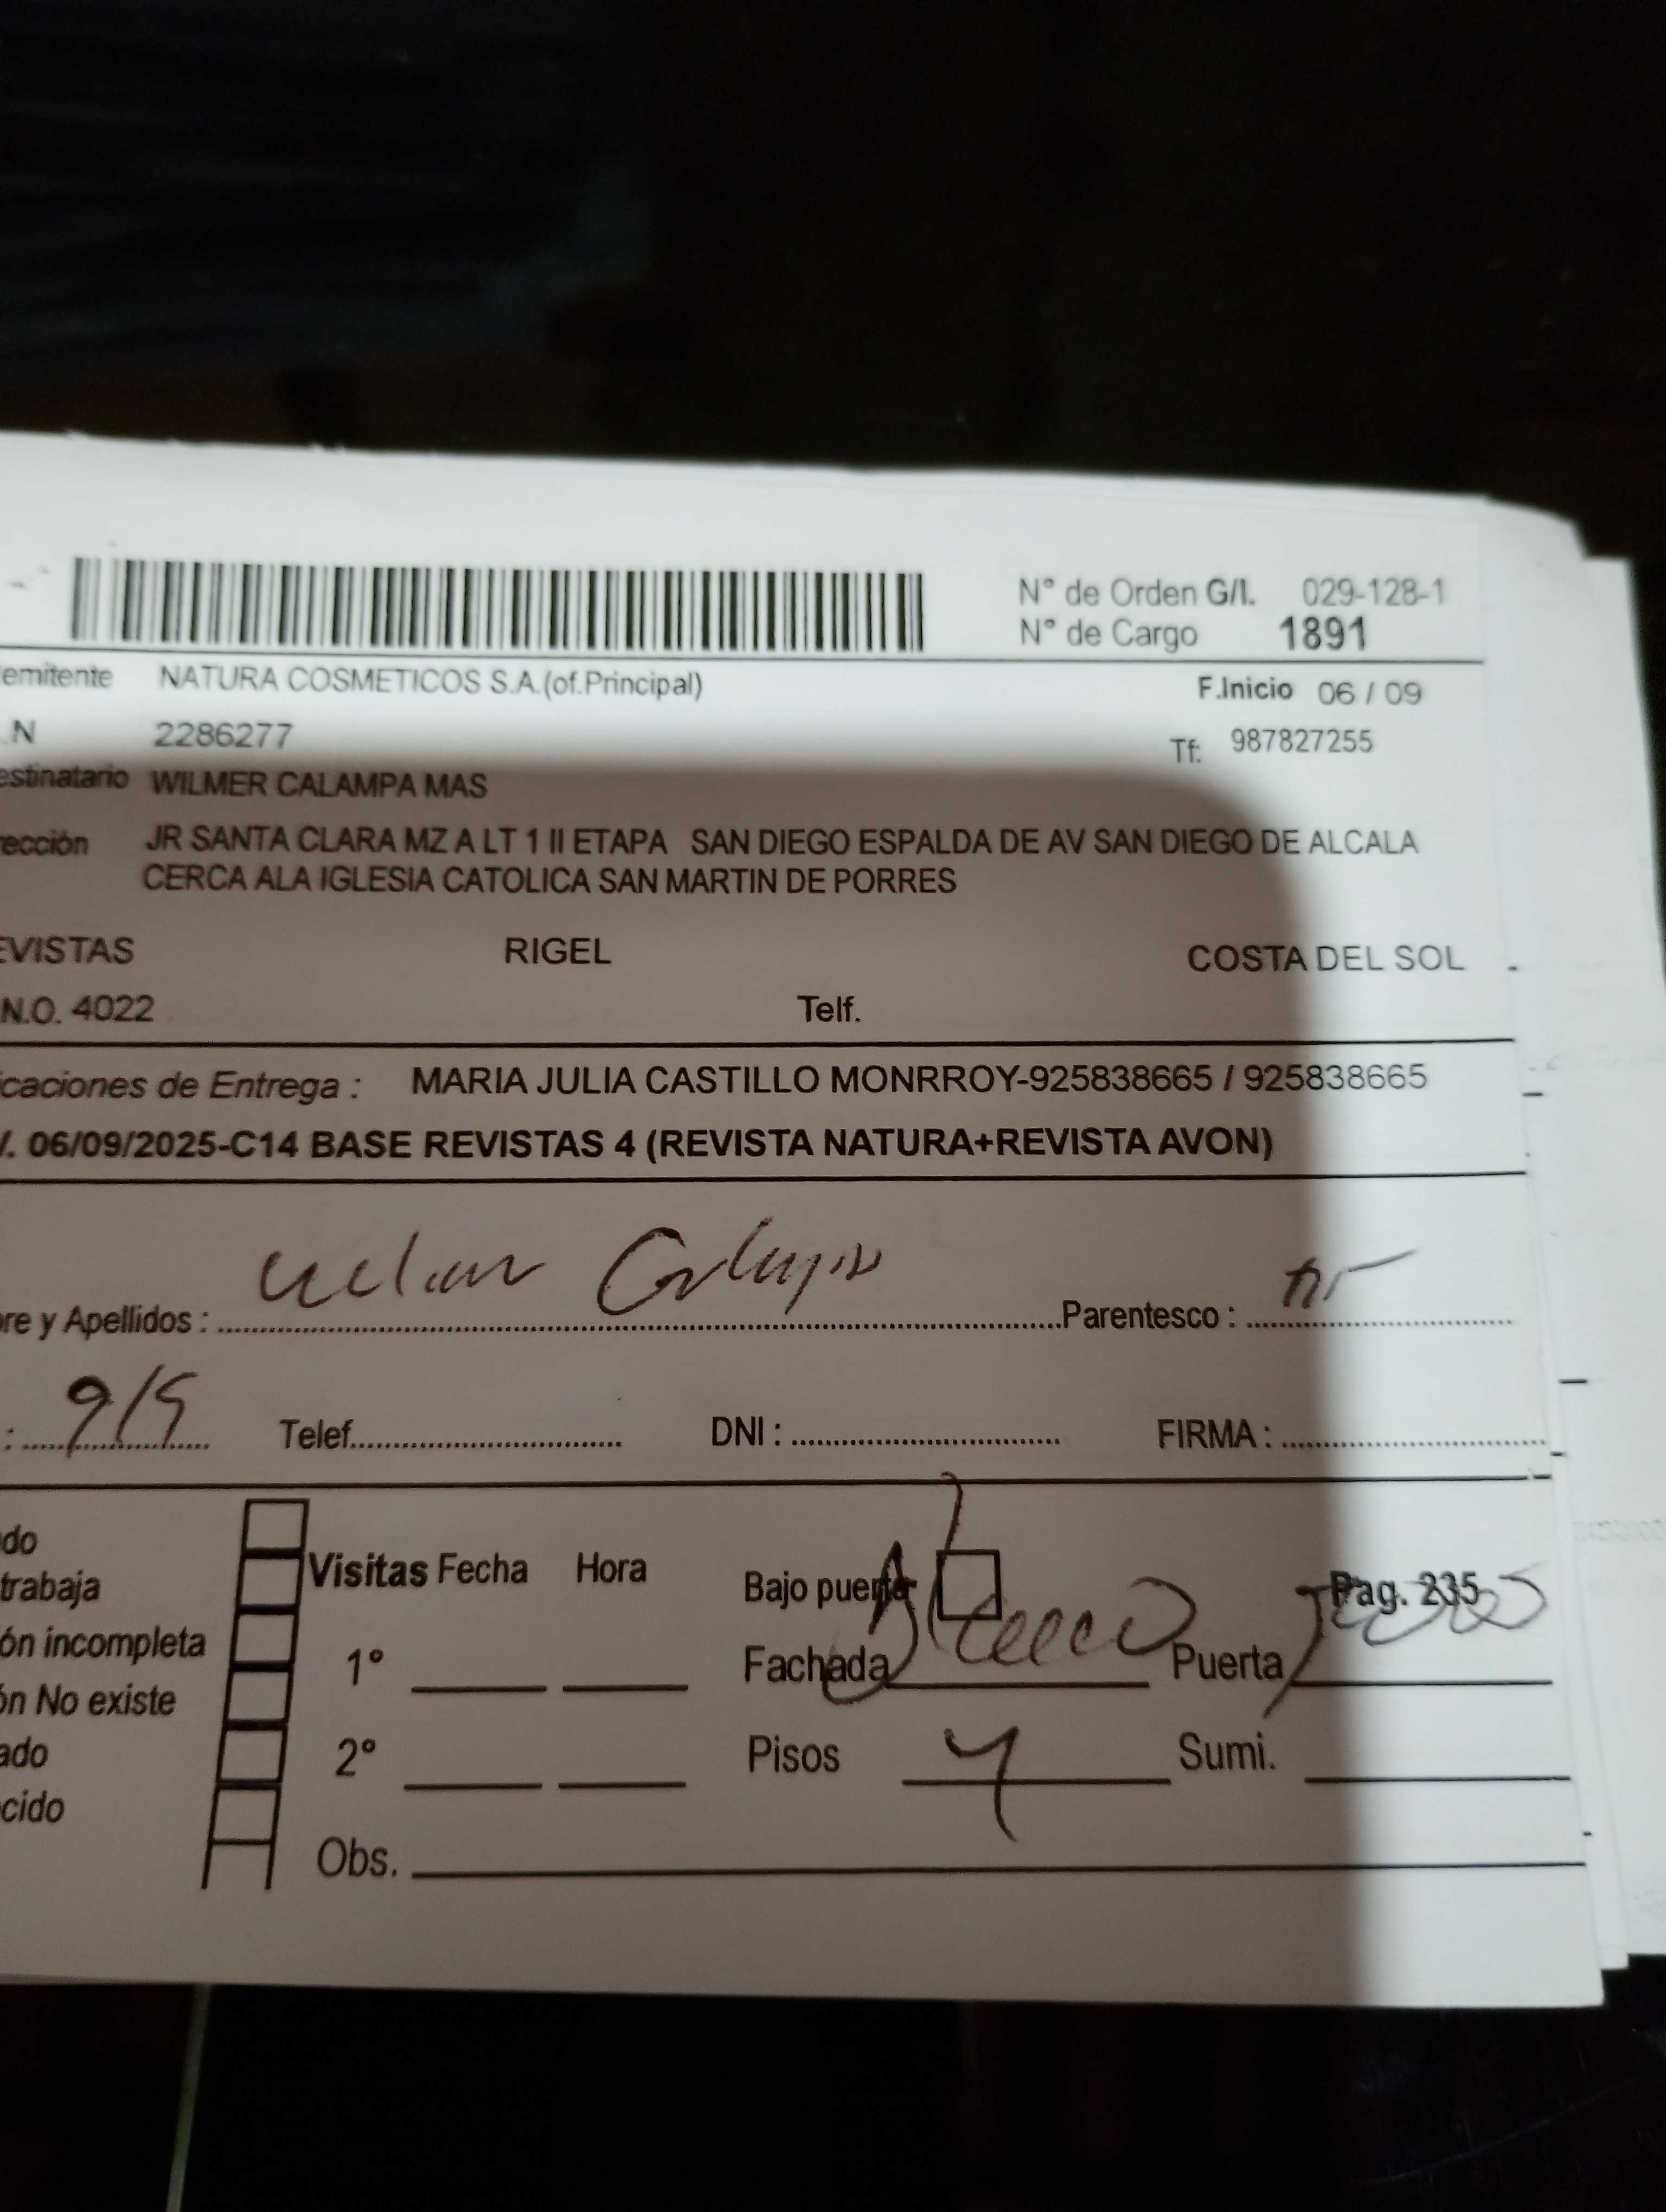 N° de Orden G/I. 029-128-1
N° de Cargo 1891
emitente NATURA COSMETICOS S.A.(of.Principal) F.Inicio 06 / 09
.N 2286277 Tf: 987827255
estinatario WILMER CALAMPA MAS
rección JR SANTA CLARA MZ A LT 1 II ETAPA SAN DIEGO ESPALDA DE AV SAN DIEGO DE ALCALA
CERCA ALA IGLESIA CATOLICA SAN MARTIN DE PORRES
EVISTAS RIGEL COSTA DEL SOL
N.O. 4022 Telf.
caciones de Entrega : MARIA JULIA CASTILLO MONRROY-925838665 / 925838665
/. 06/09/2025-C14 BASE REVISTAS 4 (REVISTA NATURA+REVISTA AVON)
re y Apellidos : Parentesco :
: 9/9 Telef. DNI : FIRMA :
do
trabaja Visitas Fecha Hora Bajo puerta Pag. 235
ón incompleta 1° Fachada Puerta
ón No existe
ado 2° Pisos 4 Sumi.
cido
Obs.